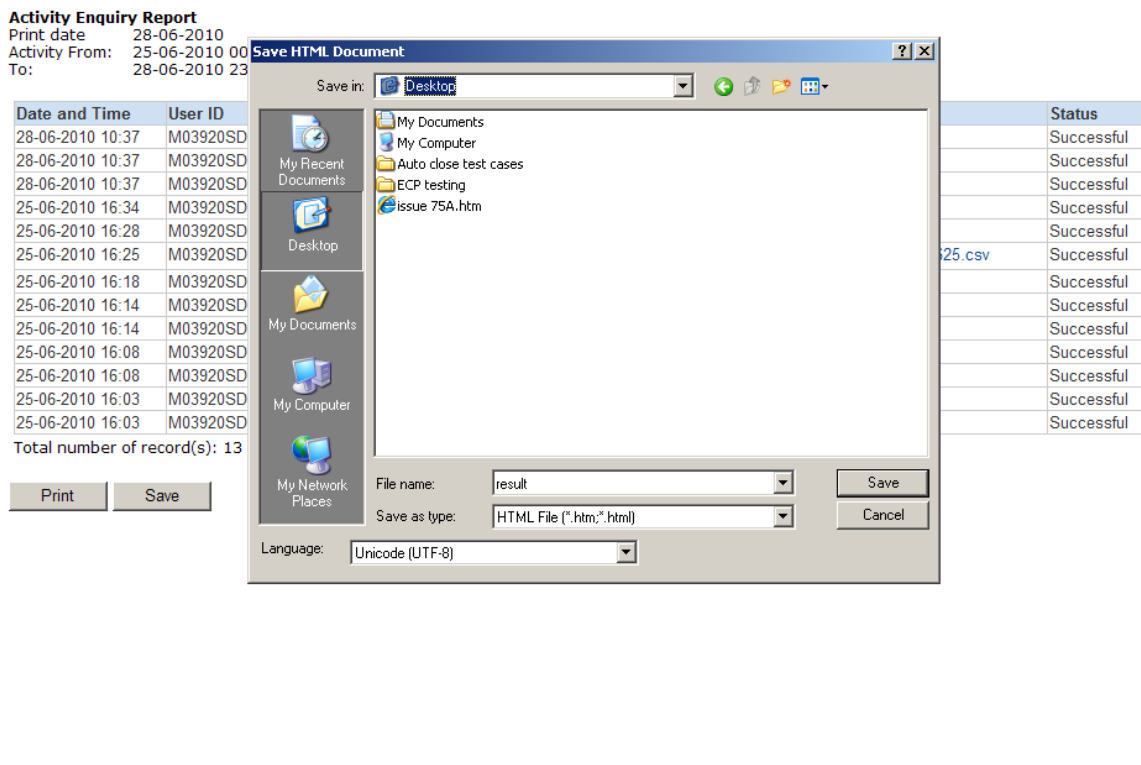 Activity Enquiry Report
Print date 28-06-2010
Activity From: 25-06-2010 00
To: 28-06-2010 23
Save HTML Document
Save in: Desktop
My Recent Documents
Desktop
My Documents
My Computer
My Network Places
My Documents
My Computer
Auto close test cases
ECP testing
issue 75A.htm
File name: result Save
Save as type: HTML File (*.htm;*.html) Cancel
Language: Unicode (UTF-8)
Date and Time User ID Status
28-06-2010 10:37 M03920SD Successful
28-06-2010 10:37 M03920SD Successful
28-06-2010 10:37 M03920SD Successful
25-06-2010 16:34 M03920SD Successful
25-06-2010 16:28 M03920SD Successful
25-06-2010 16:25 M03920SD 525.csv Successful
25-06-2010 16:18 M03920SD Successful
25-06-2010 16:14 M03920SD Successful
25-06-2010 16:14 M03920SD Successful
25-06-2010 16:08 M03920SD Successful
25-06-2010 16:08 M03920SD Successful
25-06-2010 16:03 M03920SD Successful
25-06-2010 16:03 M03920SD Successful
Total number of record(s): 13
Print Save